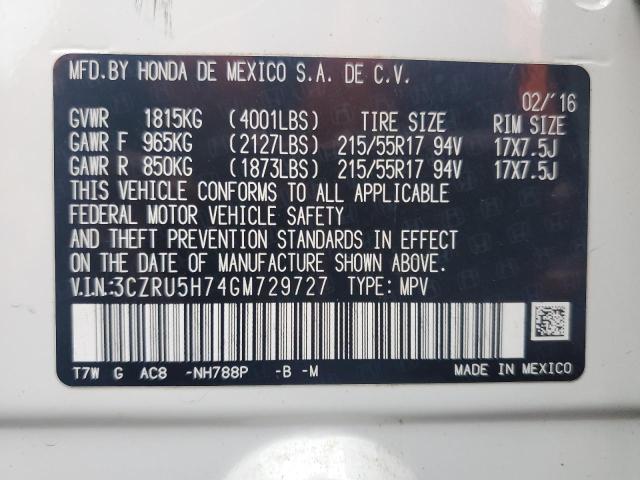 MFD.BY HONDA DE MEXICO S.A. DE C.V.
02/'16
GVWR 1815KG (4001LBS) TIRE SIZE RIM SIZE
GAWR F 965KG (2127LBS) 215/55R17 94V 17X7.5J
GAWR R 850KG (1873LBS) 215/55R17 94V 17X7.5J
THIS VEHICLE CONFORMS TO ALL APPLICABLE
FEDERAL MOTOR VEHICLE SAFETY
AND THEFT PREVENTION STANDARDS IN EFFECT
ON THE DATE OF MANUFACTURE SHOWN ABOVE.
V.I.N.:3CZRU5H74GM729727 TYPE: MPV
T7W G AC8 -NH788P -B -M MADE IN MEXICO